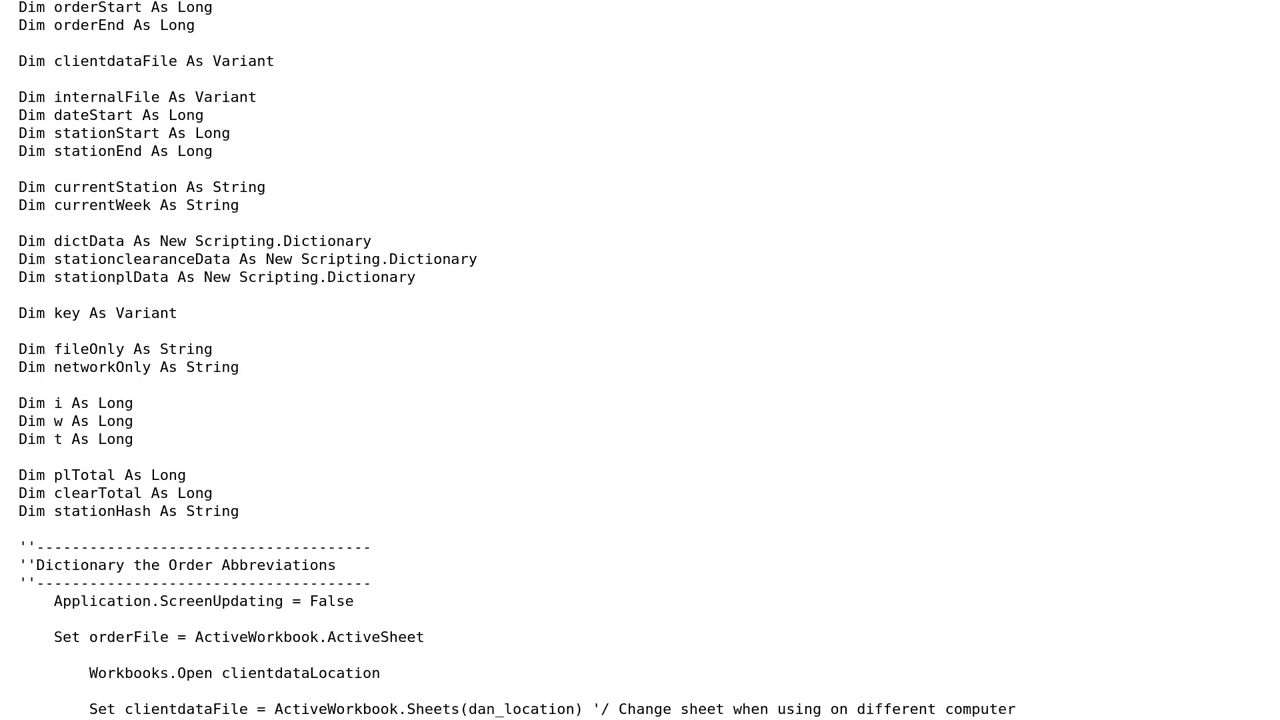 Dim orderStart As Long
Dim orderEnd As Long
Dim clientdataFile As Variant
Dim internalFile As Variant
Dim dateStart As Long
Dim stationStart As Long
Dim stationEnd As Long
Dim currentStation As String
Dim currentWeek As String
Dim dictData As New Scripting.Dictionary
Dim stationclearanceData As New Scripting.Dictionary
Dim stationplData As New Scripting.Dictionary
Dim key As Variant
Dim fileOnly As String
Dim networkOnly As String
Dim i As Long
Dim w As Long
Dim t As Long
Dim plTotal As Long
Dim clearTotal As Long
Dim stationHash As String
''--------------------------------------
''Dictionary the Order Abbreviations
''--------------------------------------
Application.ScreenUpdating = False
Set orderFile = ActiveWorkbook.ActiveSheet
Workbooks.Open clientdataLocation
Set clientdataFile = ActiveWorkbook.Sheets(dan_location) '/ Change sheet when using on different computer